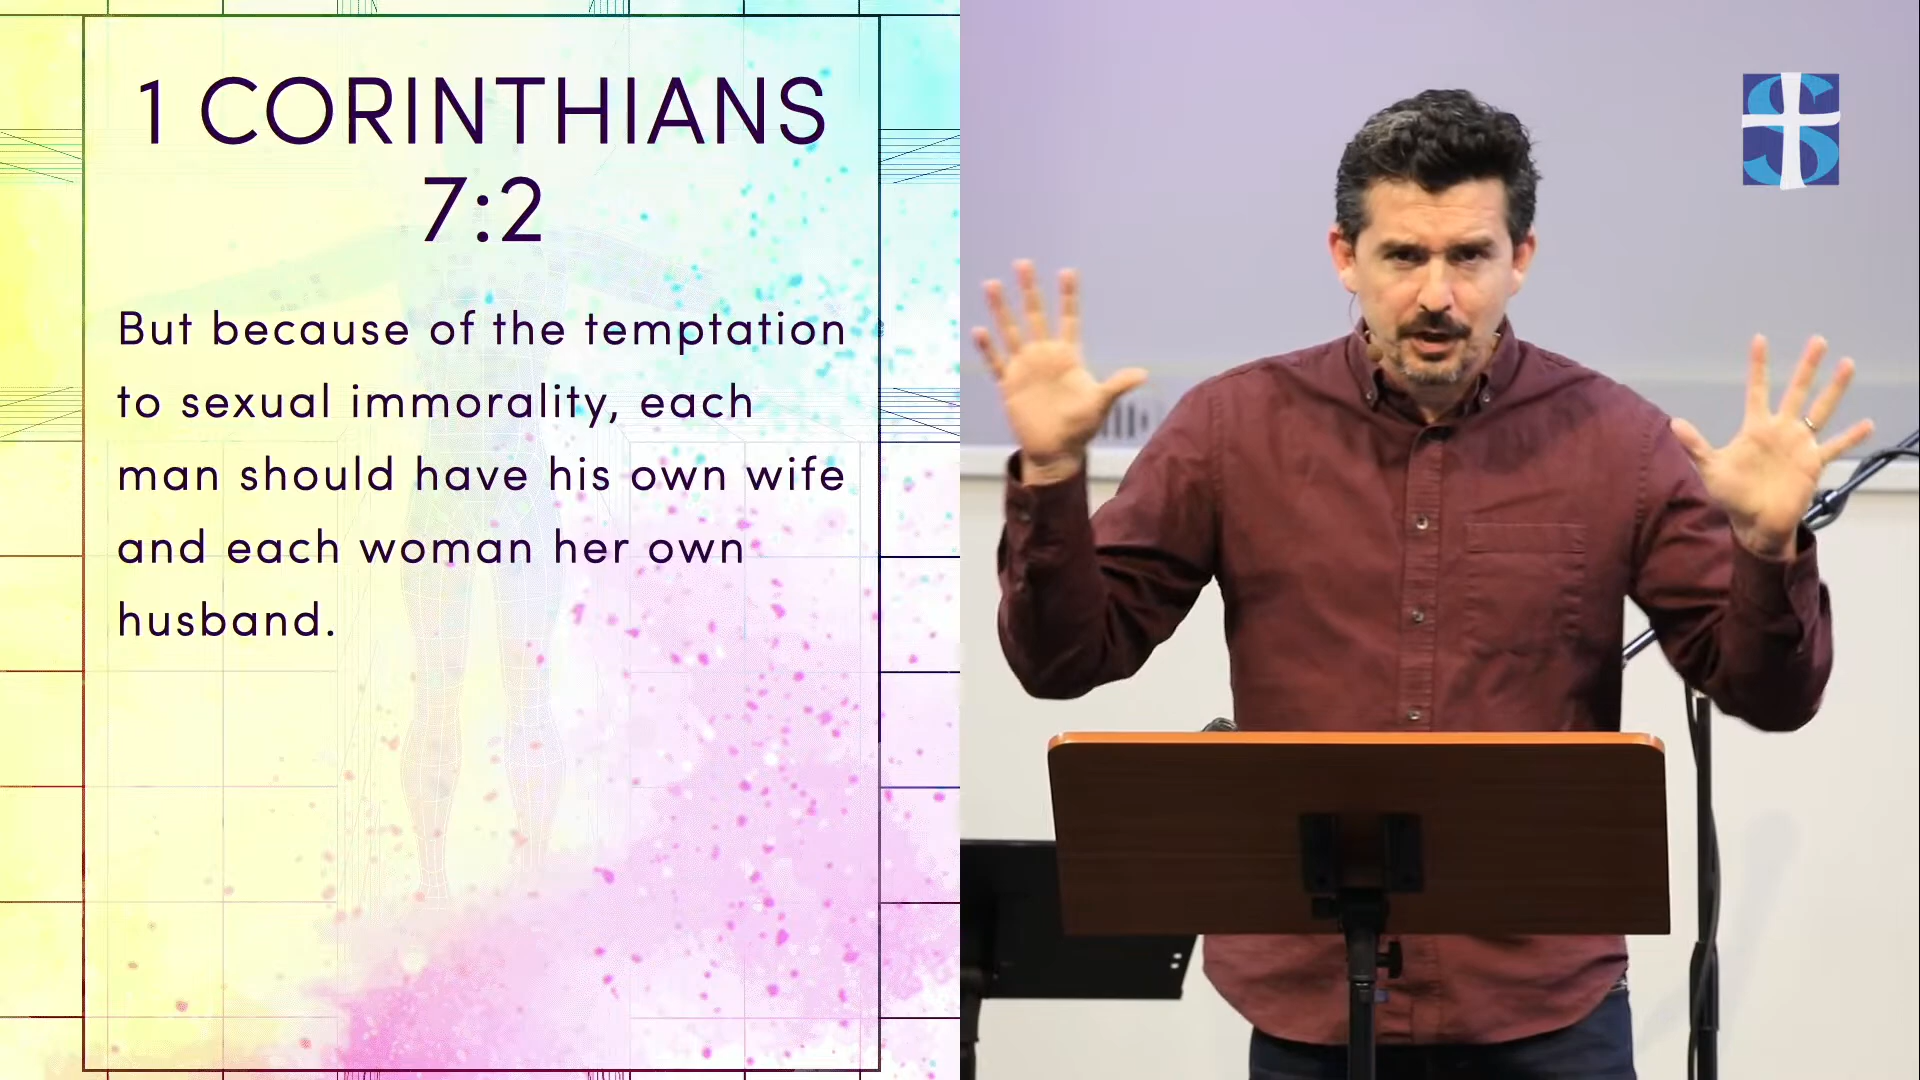 1 CORINTHIANS
7:2
But because of the temptation
to sexual immorality, each
man should have his own wife
and each woman her own
husband.
S